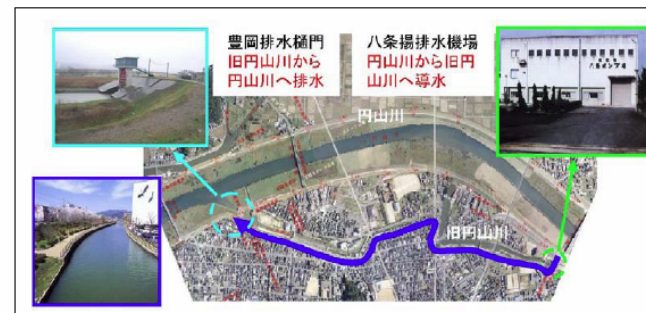 豊岡排水樋門
旧円山川から
円山川へ排水
八条揚排水機場
円山川から旧円
山川へ導水
円山川
旧円山川